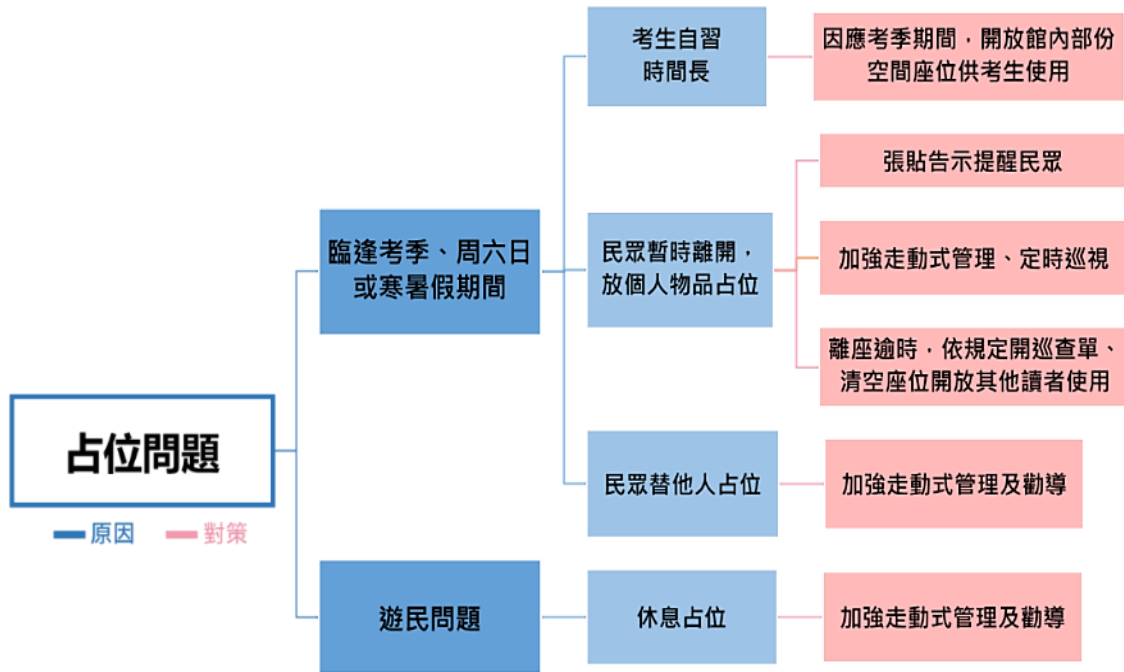 占位問題
原因
對策
臨逢考季、周六日
或寒暑假期間
考生自習
時間長
因應考季期間，開放館內部份
空間座位供考生使用
民眾暫時離開，
放個人物品占位
張貼告示提醒民眾
加強走動式管理、定時巡視
離座逾時，依規定開巡查單、
清空座位開放其他讀者使用
民眾替他人占位
加強走動式管理及勸導
遊民問題
休息占位
加強走動式管理及勸導